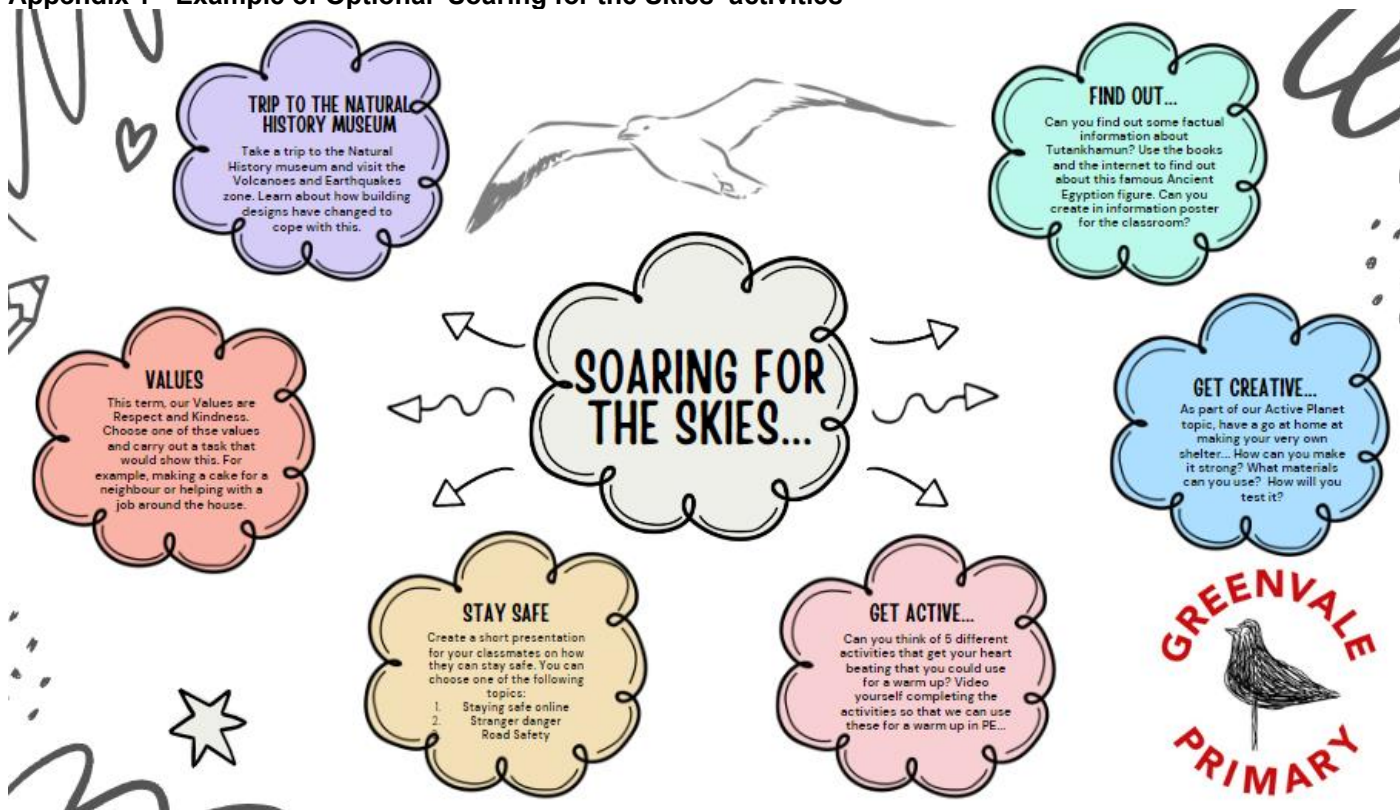 Appendix 1 - Example of Optional 'Soaring for the Skies' activities
TRIP TO THE NATURAL
HISTORY MUSEUM
Take a trip to the Natural
History museum and visit the
Volcanoes and Earthquakes
zone. Learn about how building
designs have changed to
cope with this.
FIND OUT...
Can you find out some factual
information about
Tutankhamun? Use the books
and the internet to find out
about this famous Ancient
Egyption figure. Can you
create in information poster
for the classroom?
SOARING FOR
THE SKIES...
VALUES
This term, our Values are
Respect and Kindness.
Choose one of thse values
and carry out a task that
would show this. For
example, making a cake for a
neighbour or helping with a
job around the house.
GET CREATIVE...
As part of our Active Planet
topic, have a go at home at
making your very own
shelter... How can you make
it strong? What materials
can you use? How will you
test it?
STAY SAFE
Create a short presentation
for your classmates on how
they can stay safe. You can
choose one of the following
topics:
1. Staying safe online
2. Stranger danger
Road Safety
GET ACTIVE...
Can you think of 5 different
activities that get your heart
beating that you could use
for a warm up? Video
yourself completing the
activities so that we can use
these for a warm up in PE...
GREENVALE
PRIMARY